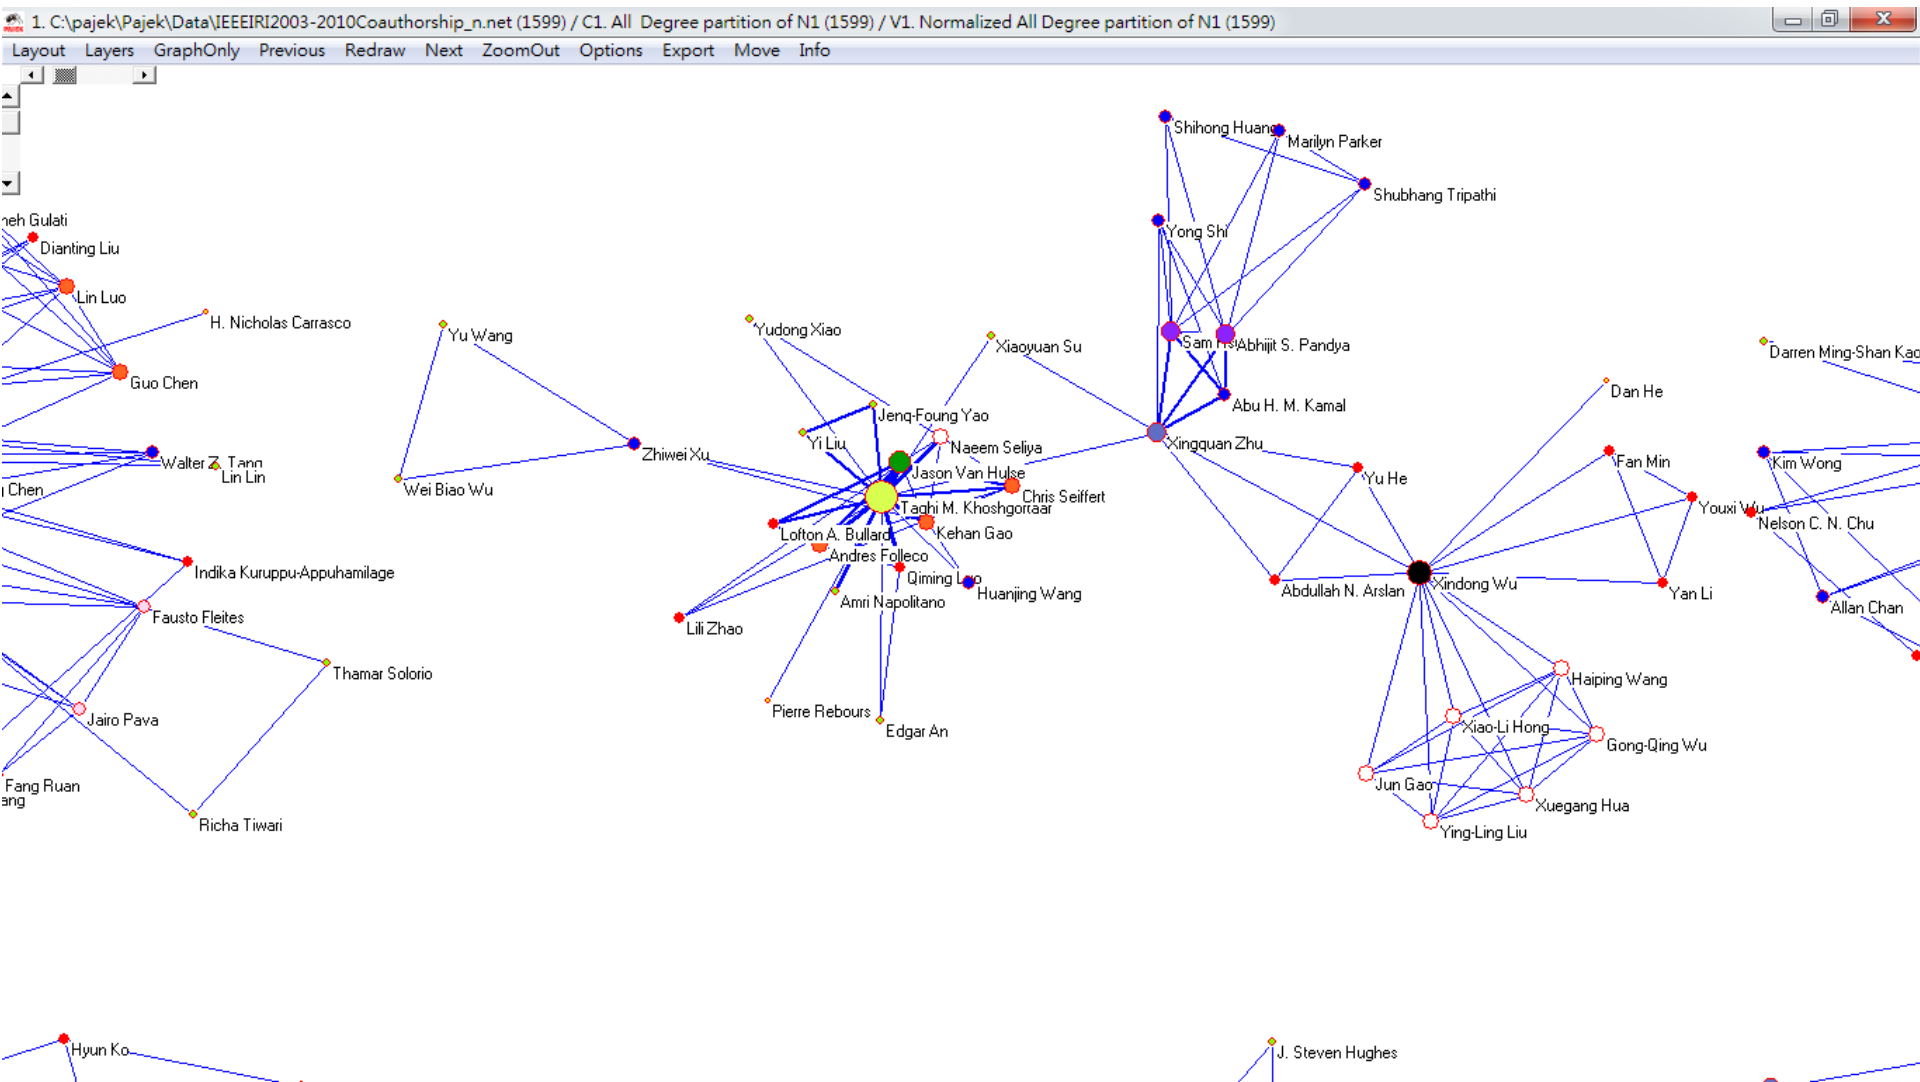 1. C:\pajek\Pajek\Data\IEEEIRI2003-2010Coauthorship_n.net (1599) / C1. All  Degree partition of N1 (1599) / V1. Normalized All Degree partition of N1 (1599)
Layout Layers GraphOnly Previous Redraw Next ZoomOut Options Export Move Info
Shihong Huang
Marilyn Parker
Shubhang Tripathi
Gulati
Yong Shi
Dianting Liu
Lin Luo
H. Nicholas Carrasco
Yu Wang
Yudong Xiao
Xiaoyuan Su
Sam
Abhijit S. Pandya
Darren Ming-Shan Kao
Guo Chen
Dan He
Abu H. M. Kamal
Jenq-Foung Yao
Yi Liu
Naeem Seliya
Xingquan Zhu
Zhiwei Xu
Walter Z. Tang
Lin Lin
Fan Min
Kim Wong
Jason Van Hulse
Yu He
Chen
Wei Biao Wu
Chris Seiffert
Taghi M. Khoshgoftaar
Youxi Wu
Nelson C. N. Chu
Lofton A. Bullard
Kehan Gao
Andres Folleco
Indika Kuruppu-Appuhamilage
Qiming Luo
Xindong Wu
Abdullah N. Arslan
Huanjing Wang
Yan Li
Amri Napolitano
Allan Chan
Fausto Fleites
Lili Zhao
Thamar Solorio
Haiping Wang
Pierre Rebours
Jairo Pava
Edgar An
Xiao-Li Hong
Gong-Qing Wu
Fang Ruan
ang
Jun Gao
Xuegang Hua
Richa Tiwari
Ying-Ling Liu
Hyun Ko
J. Steven Hughes